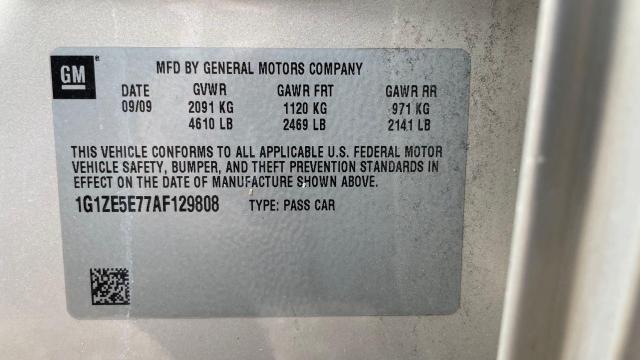 GM ®
MFD BY GENERAL MOTORS COMPANY
DATE GVWR GAWR FRT GAWR RR
09/09 2091 KG 1120 KG 971 KG
4610 LB 2469 LB 2141 LB
THIS VEHICLE CONFORMS TO ALL APPLICABLE U.S. FEDERAL MOTOR
VEHICLE SAFETY, BUMPER, AND THEFT PREVENTION STANDARDS IN
EFFECT ON THE DATE OF MANUFACTURE SHOWN ABOVE.
1G1ZE5E77AF129808 TYPE: PASS CAR